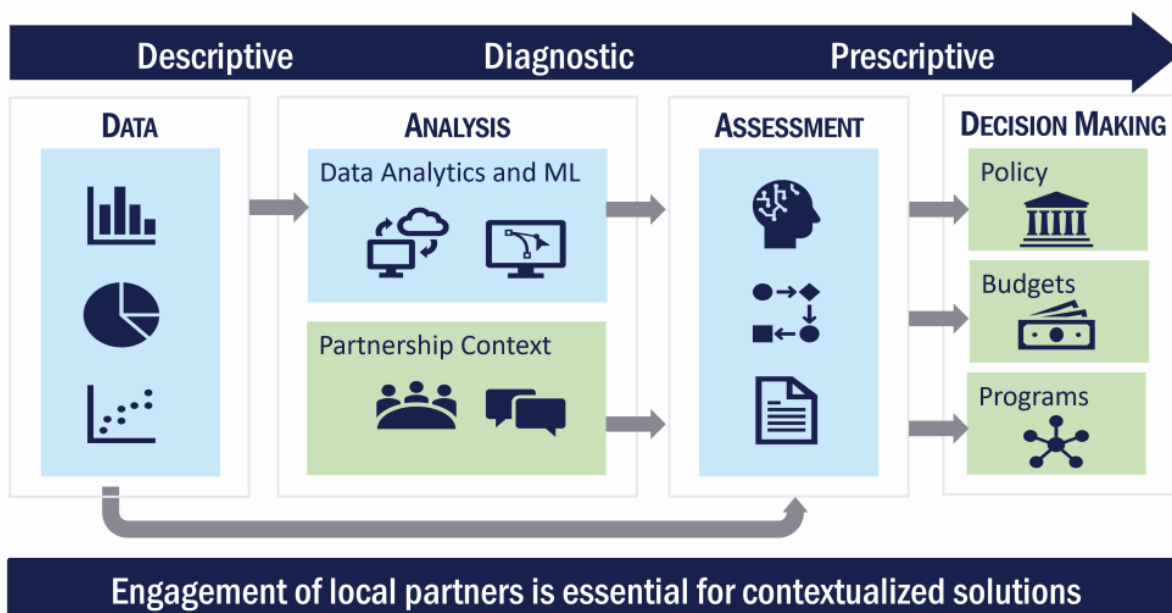 Descriptive
Diagnostic
Prescriptive
DATA
ANALYSIS
Data Analytics and ML
Partnership Context
ASSESSMENT
DECISION MAKING
Policy
Budgets
Programs
Engagement of local partners is essential for contextualized solutions